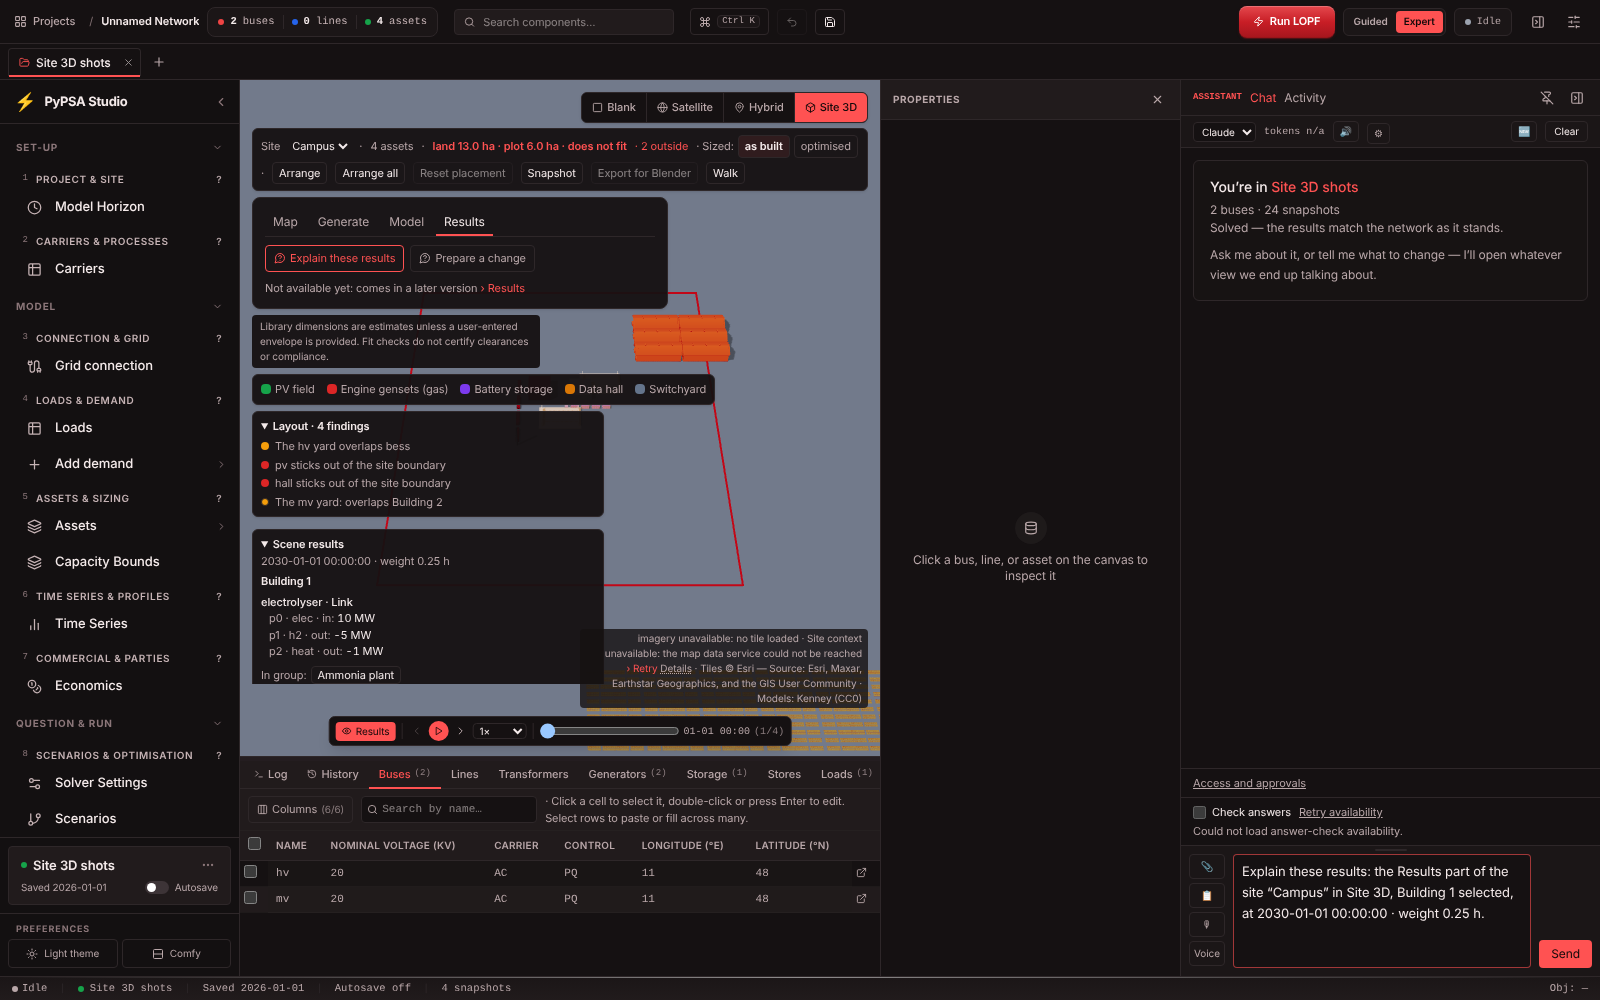 Projects / Unnamed Network 2 buses 0 lines 4 assets Search components... ⌘ Ctrl K Run LOPF Guided Expert Idle
Site 3D shots × +
PyPSA Studio
SET-UP
1 PROJECT & SITE ?
Model Horizon
2 CARRIERS & PROCESSES ?
Carriers
MODEL
3 CONNECTION & GRID ?
Grid connection
4 LOADS & DEMAND ?
Loads
Add demand
5 ASSETS & SIZING ?
Assets
Capacity Bounds
6 TIME SERIES & PROFILES ?
Time Series
7 COMMERCIAL & PARTIES ?
Economics
QUESTION & RUN
8 SCENARIOS & OPTIMISATION ?
Solver Settings
Scenarios
Site 3D shots ...
Saved 2026-01-01 Autosave
PREFERENCES
Light theme Comfy
Blank Satellite Hybrid Site 3D
Site Campus · 4 assets · land 13.0 ha · plot 6.0 ha · does not fit · 2 outside · Sized: as built optimised
· Arrange Arrange all Reset placement Snapshot Export for Blender Walk
Map Generate Model Results
Explain these results Prepare a change
Not available yet: comes in a later version › Results
Library dimensions are estimates unless a user-entered
envelope is provided. Fit checks do not certify clearances
or compliance.
PV field Engine gensets (gas) Battery storage Data hall Switchyard
▼ Layout · 4 findings
The hv yard overlaps bess
pv sticks out of the site boundary
hall sticks out of the site boundary
The mv yard: overlaps Building 2
▼ Scene results
2030-01-01 00:00:00 · weight 0.25 h
Building 1
electrolyser · Link
p0 · elec · in: 10 MW
p1 · h2 · out: -5 MW
p2 · heat · out: -1 MW
In group: Ammonia plant
imagery unavailable: no tile loaded · Site context
unavailable: the map data service could not be reached
› Retry Details · Tiles © Esri — Source: Esri, Maxar,
Earthstar Geographics, and the GIS User Community ·
Models: Kenney (CC0)
Results 1× 01-01 00:00 (1/4)
Log History Buses (2) Lines Transformers Generators (2) Storage (1) Stores Loads (1)
Columns (6/6) Search by name… · Click a cell to select it, double-click or press Enter to edit.
Select rows to paste or fill across many.
NAME NOMINAL VOLTAGE (KV) CARRIER CONTROL LONGITUDE (°E) LATITUDE (°N)
hv 20 AC PQ 11 48
mv 20 AC PQ 11 48
PROPERTIES
Click a bus, line, or asset on the canvas to
inspect it
ASSISTANT Chat Activity
Claude tokens n/a Clear
You’re in Site 3D shots
2 buses · 24 snapshots
Solved — the results match the network as it stands.
Ask me about it, or tell me what to change — I’ll open whatever
view we end up talking about.
Access and approvals
Check answers Retry availability
Could not load answer-check availability.
Explain these results: the Results part of the
site “Campus” in Site 3D, Building 1 selected,
at 2030-01-01 00:00:00 · weight 0.25 h.
Voice
Send
Idle Site 3D shots Saved 2026-01-01 Autosave off 4 snapshots Obj: —